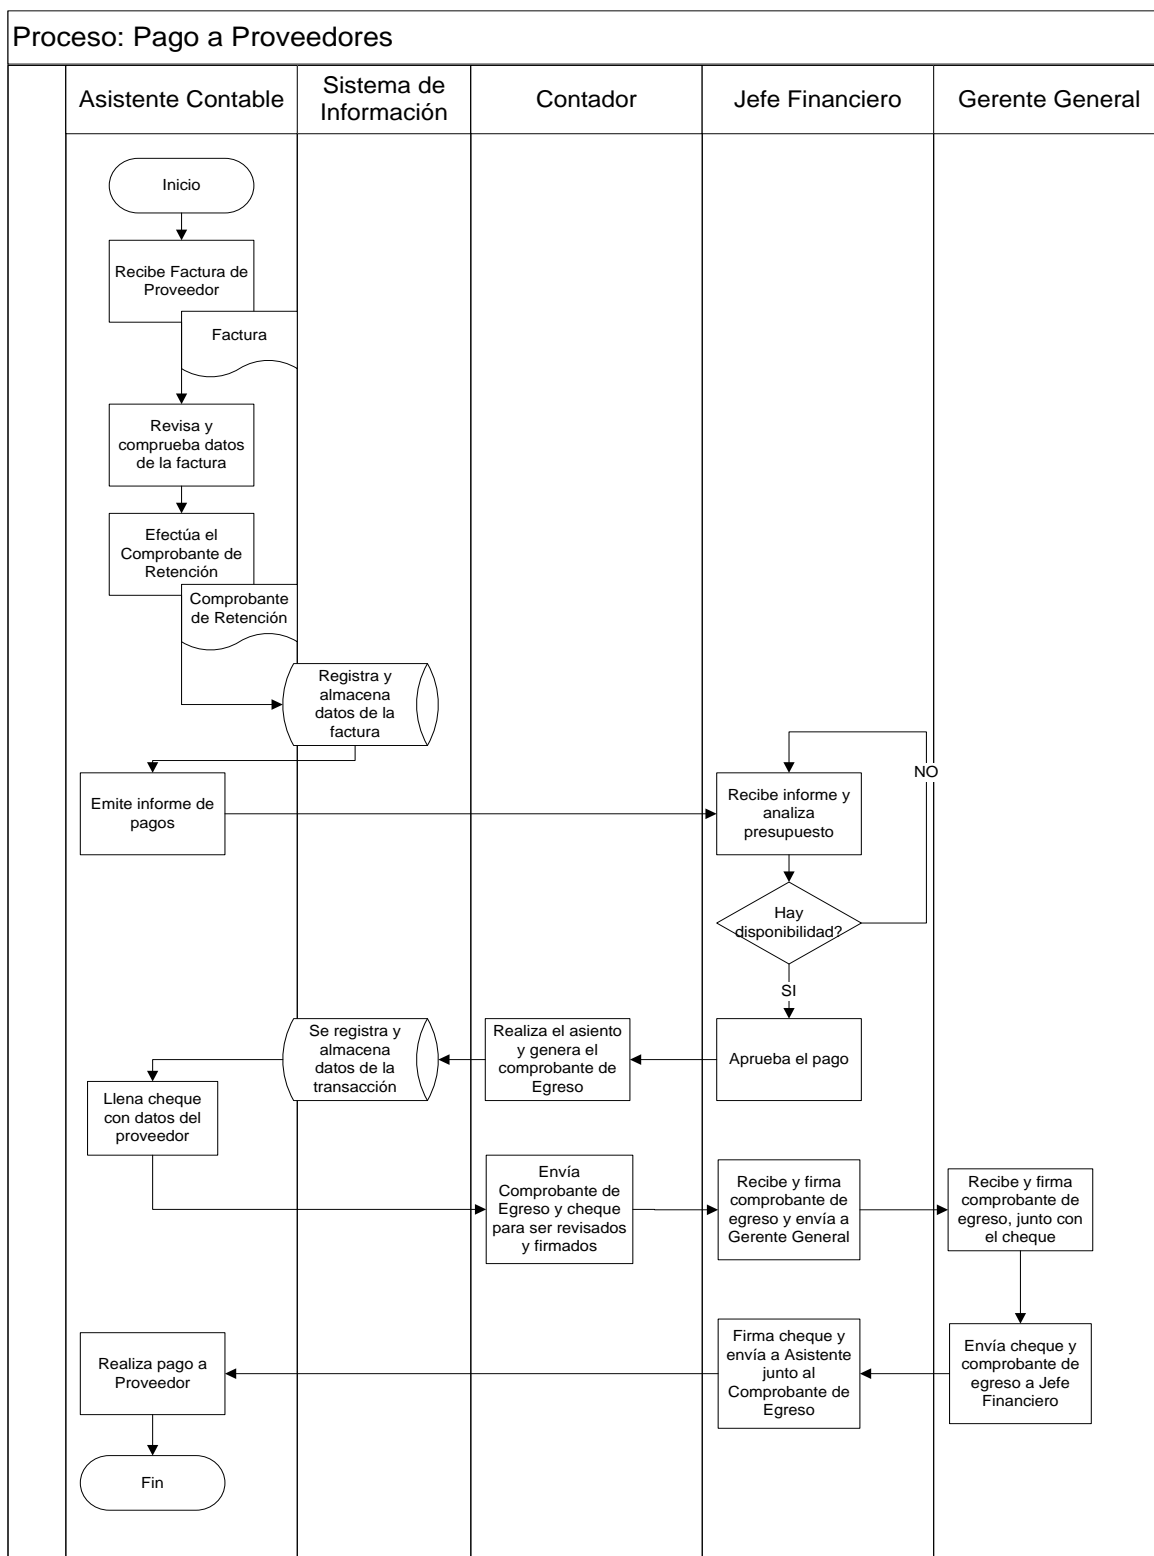 Proceso: Pago a Proveedores
Asistente Contable
Sistema de
Información
Contador
Jefe Financiero
Gerente General
Inicio
Recibe Factura de
Proveedor
Factura
Revisa y
comprueba datos
de la factura
Efectúa el
Comprobante de
Retención
Comprobante
de Retención
Registra y
almacena
datos de la
factura
Emite informe de
pagos
Recibe informe y
analiza
presupuesto
NO
Hay
disponibilidad?
SI
Aprueba el pago
Realiza el asiento
y genera el
comprobante de
Egreso
Se registra y
almacena
datos de la
transacción
Llena cheque
con datos del
proveedor
Envía
Comprobante de
Egreso y cheque
para ser revisados
y firmados
Recibe y firma
comprobante de
egreso y envía a
Gerente General
Recibe y firma
comprobante de
egreso, junto con
el cheque
Envía cheque y
comprobante de
egreso a Jefe
Financiero
Firma cheque y
envía a Asistente
junto al
Comprobante de
Egreso
Realiza pago a
Proveedor
Fin